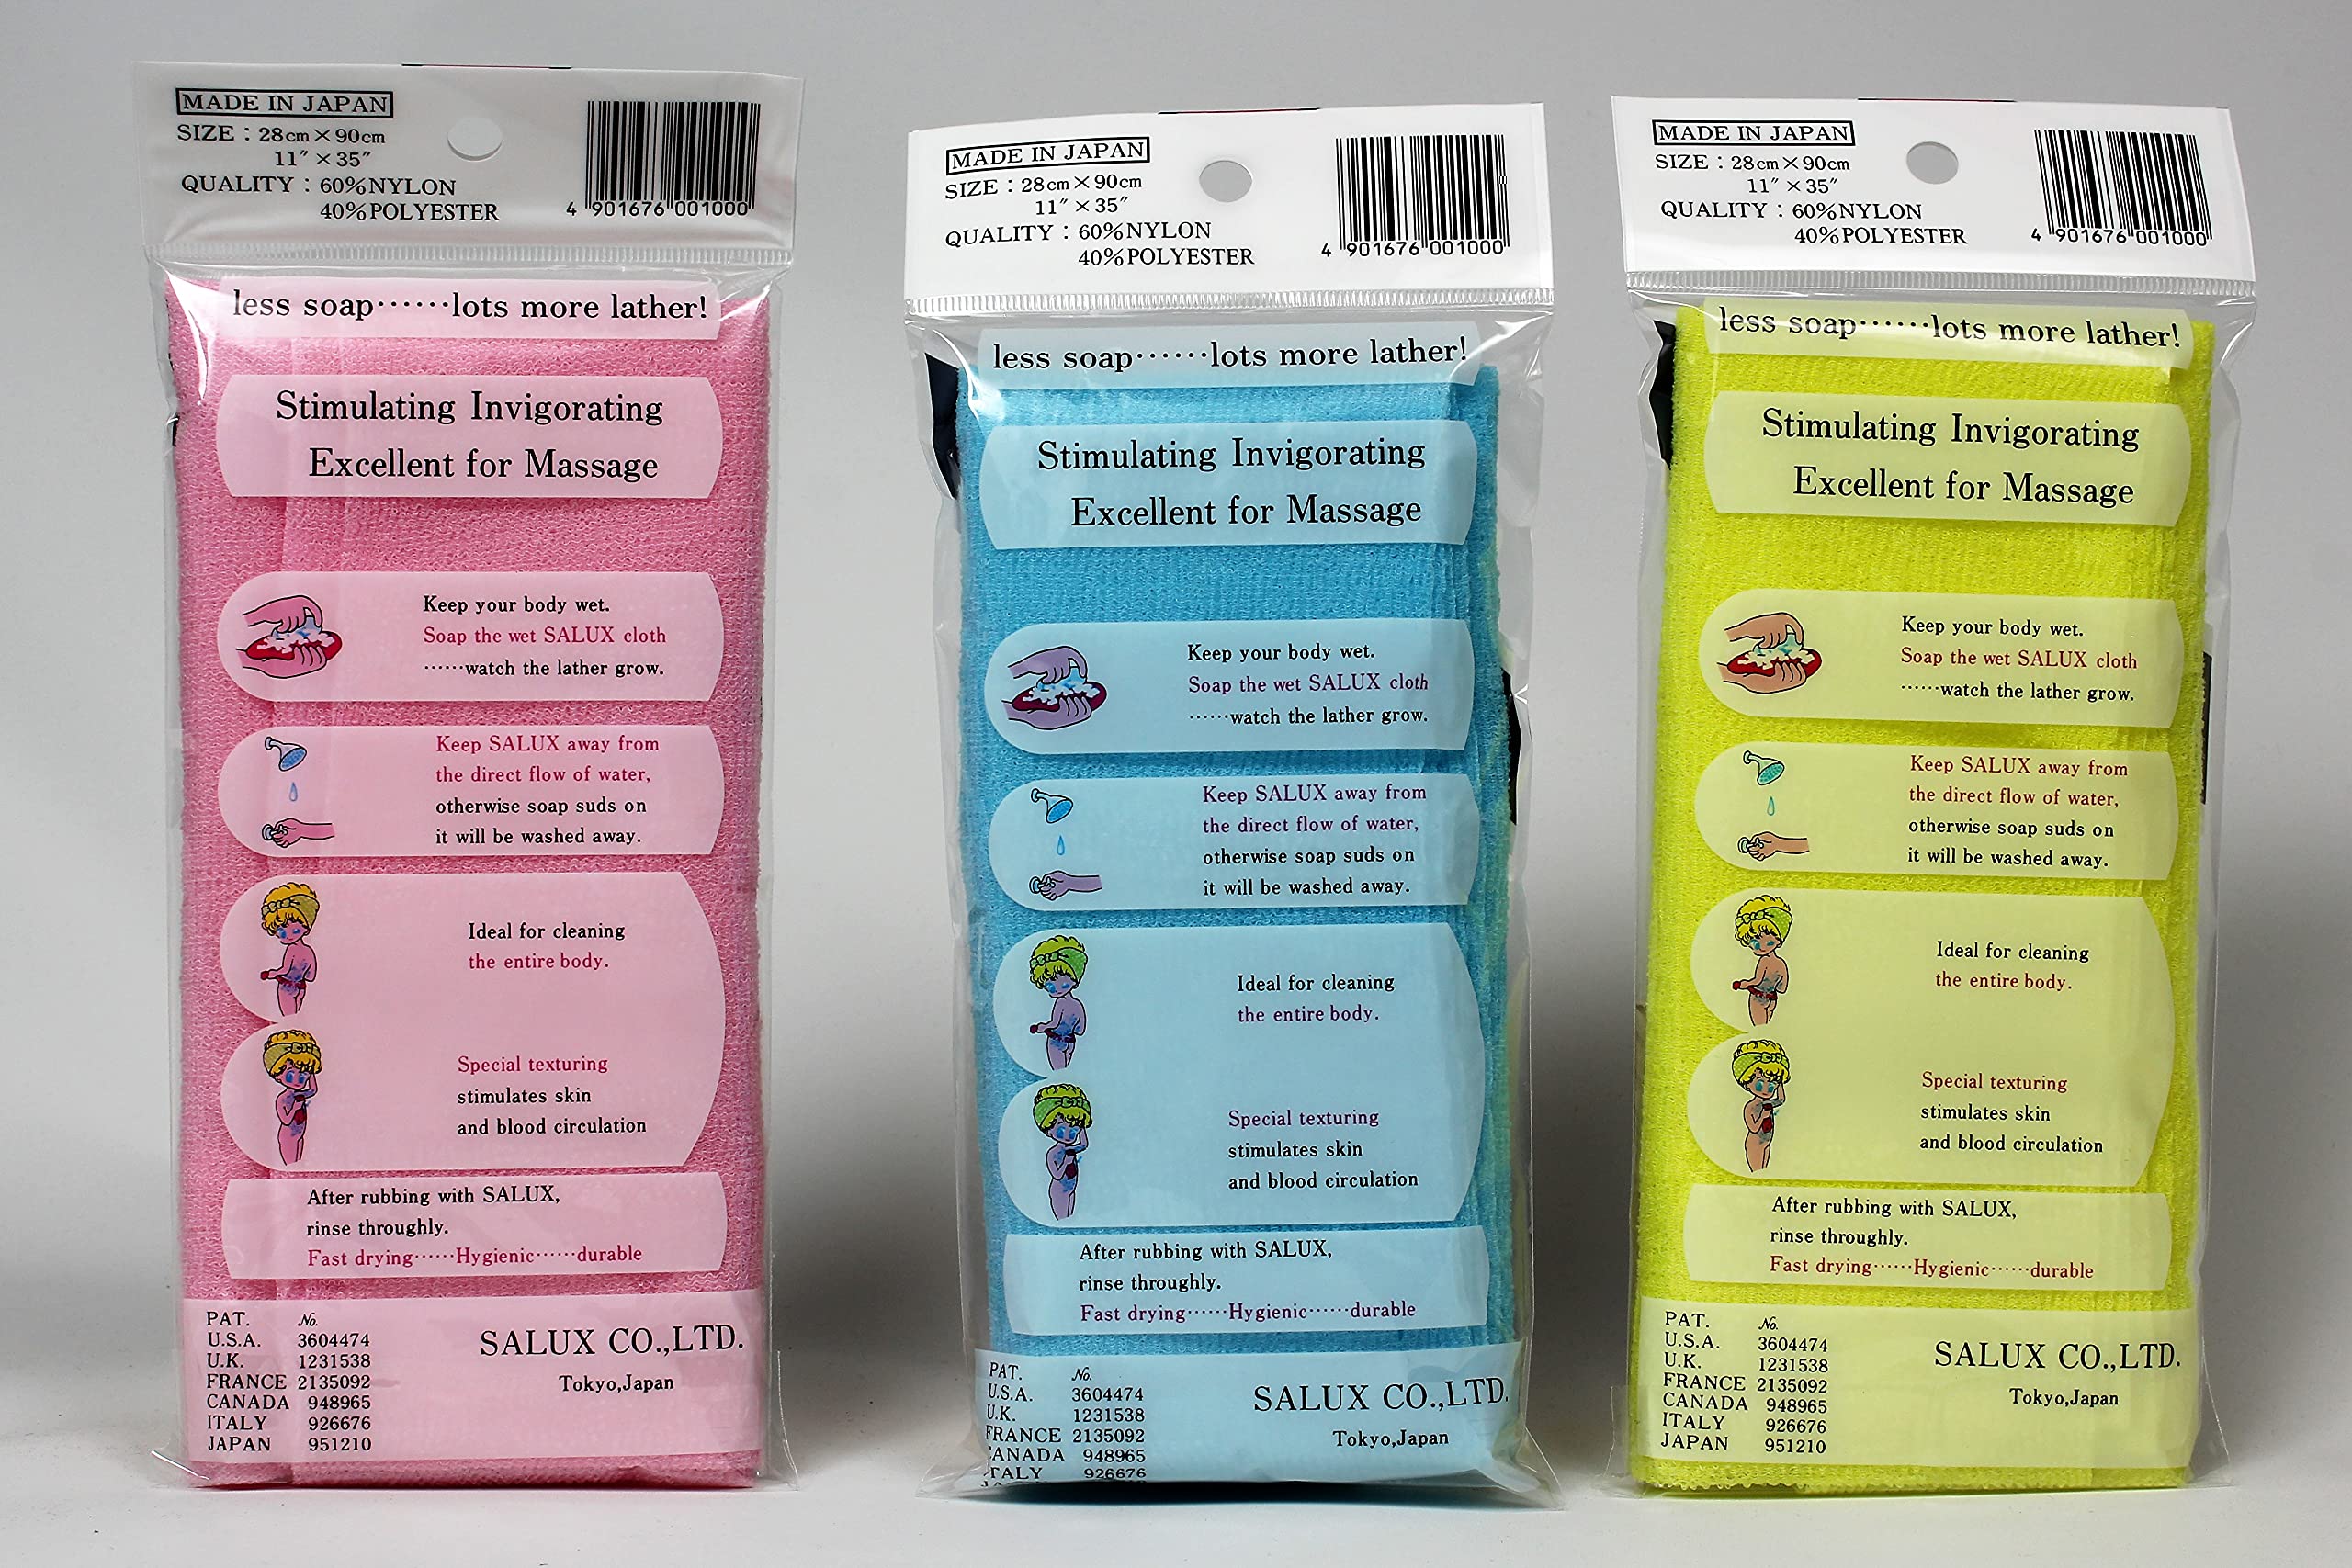 MADE IN JAPAN
SIZE : 28cm×90cm
11″×35″
QUALITY : 60%NYLON
40%POLYESTER
4 901676 001000
less soap······lots more lather!
Stimulating Invigorating
Excellent for Massage
Keep your body wet.
Soap the wet SALUX cloth
······watch the lather grow.
Keep SALUX away from
the direct flow of water,
otherwise soap suds on
it will be washed away.
Ideal for cleaning
the entire body.
Special texturing
stimulates skin
and blood circulation
After rubbing with SALUX,
rinse throughly.
Fast drying······Hygienic······durable
PAT. No.
U.S.A. 3604474
U.K. 1231538
FRANCE 2135092
CANADA 948965
ITALY 926676
JAPAN 951210
SALUX CO.,LTD.
Tokyo,Japan
MADE IN JAPAN
SIZE : 28cm×90cm
11″×35″
QUALITY : 60%NYLON
40%POLYESTER
4 901676 001000
less soap······lots more lather!
Stimulating Invigorating
Excellent for Massage
Keep your body wet.
Soap the wet SALUX cloth
······watch the lather grow.
Keep SALUX away from
the direct flow of water,
otherwise soap suds on
it will be washed away.
Ideal for cleaning
the entire body.
Special texturing
stimulates skin
and blood circulation
After rubbing with SALUX,
rinse throughly.
Fast drying······Hygienic······durable
PAT. No.
U.S.A. 3604474
U.K. 1231538
FRANCE 2135092
CANADA 948965
ITALY 926676
SALUX CO.,LTD.
Tokyo,Japan
MADE IN JAPAN
SIZE : 28cm×90cm
11″×35″
QUALITY : 60%NYLON
40%POLYESTER
4 901676 001000
less soap······lots more lather!
Stimulating Invigorating
Excellent for Massage
Keep your body wet.
Soap the wet SALUX cloth
······watch the lather grow.
Keep SALUX away from
the direct flow of water,
otherwise soap suds on
it will be washed away.
Ideal for cleaning
the entire body.
Special texturing
stimulates skin
and blood circulation
After rubbing with SALUX,
rinse throughly.
Fast drying······Hygienic······durable
PAT. No.
U.S.A. 3604474
U.K. 1231538
FRANCE 2135092
CANADA 948965
ITALY 926676
JAPAN 951210
SALUX CO.,LTD.
Tokyo,Japan